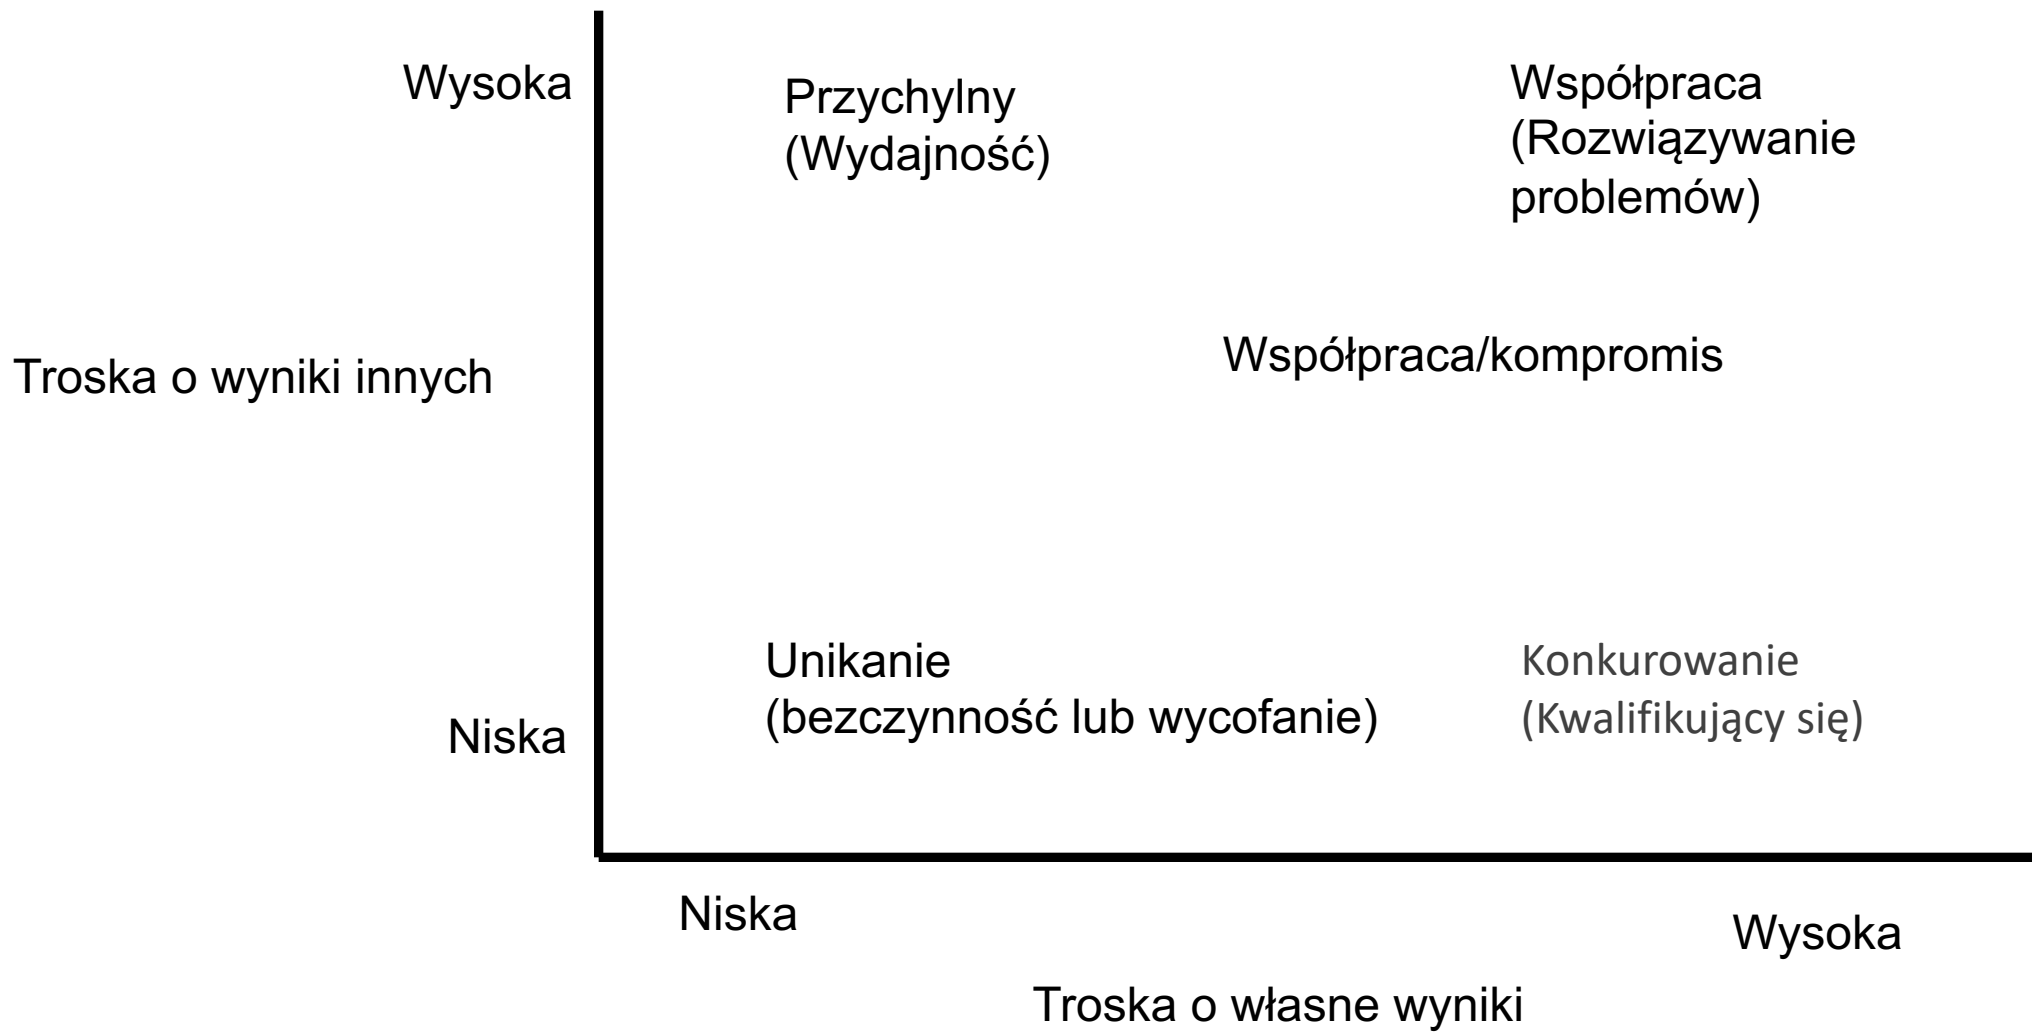 Wysoka
Przychylny
(Wydajność)
Współpraca
(Rozwiązywanie
problemów)
Troska o wyniki innych
Współpraca/kompromis
Unikanie
(bezczynność lub wycofanie)
Konkurowanie
(Kwalifikujący się)
Niska
Niska
Wysoka
Troska o własne wyniki